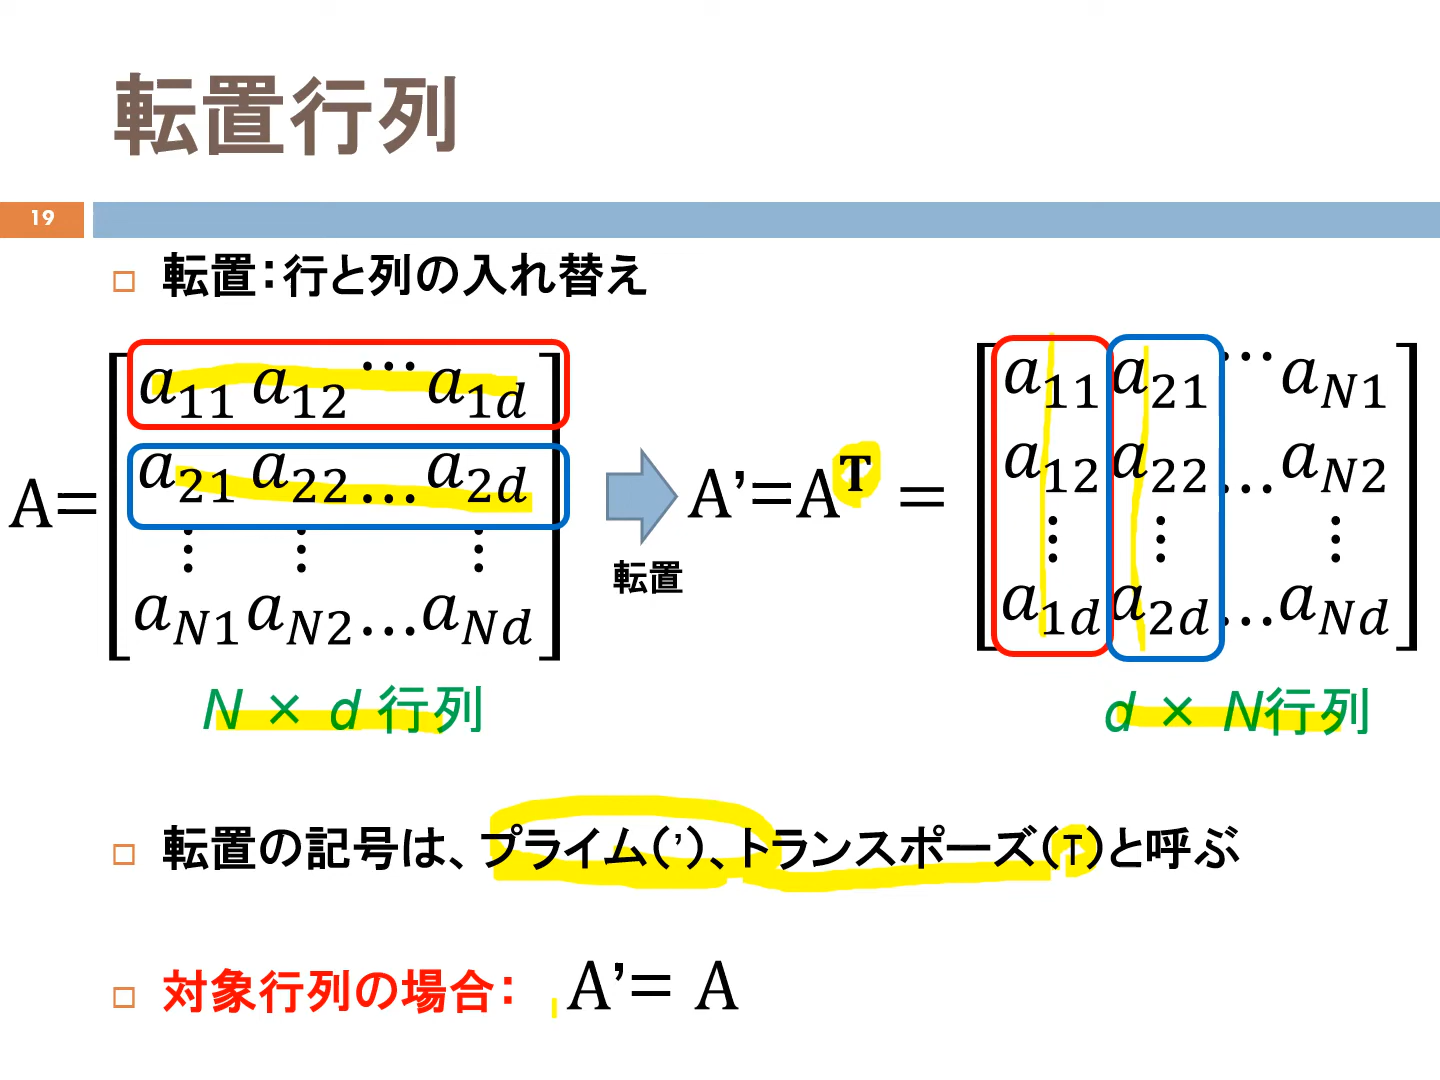 転置行列
19
転置：行と列の入れ替え
A=
a11 a12 … a1d
a21 a22 … a2d
⋮ ⋮ ⋮
aN1 aN2 … aNd
転置
A'=A^T =
a11 a21 … aN1
a12 a22 … aN2
⋮ ⋮ ⋮
a1d a2d … aNd
N × d 行列
d × N行列
転置の記号は、プライム（'）、トランスポーズ（T）と呼ぶ
対象行列の場合： A'= A